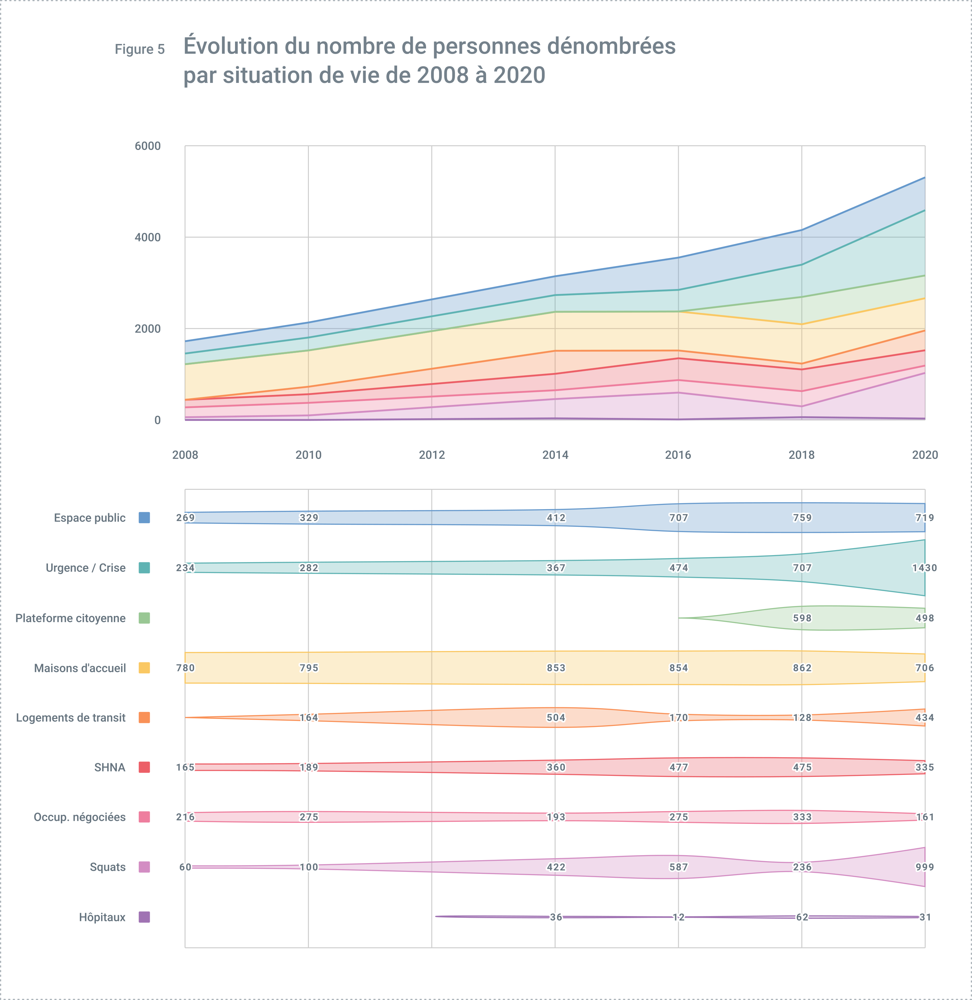 Figure 5
Évolution du nombre de personnes dénombrées
par situation de vie de 2008 à 2020
6000
4000
2000
0
2008 2010 2012 2014 2016 2018 2020
Espace public 269 329 412 707 759 719
Urgence / Crise 234 282 367 474 707 1430
Plateforme citoyenne 598 498
Maisons d'accueil 780 795 853 854 862 706
Logements de transit 164 504 170 128 434
SHNA 165 189 360 477 475 335
Occup. négociées 216 275 193 275 333 161
Squats 60 100 422 587 236 999
Hôpitaux 36 12 62 31